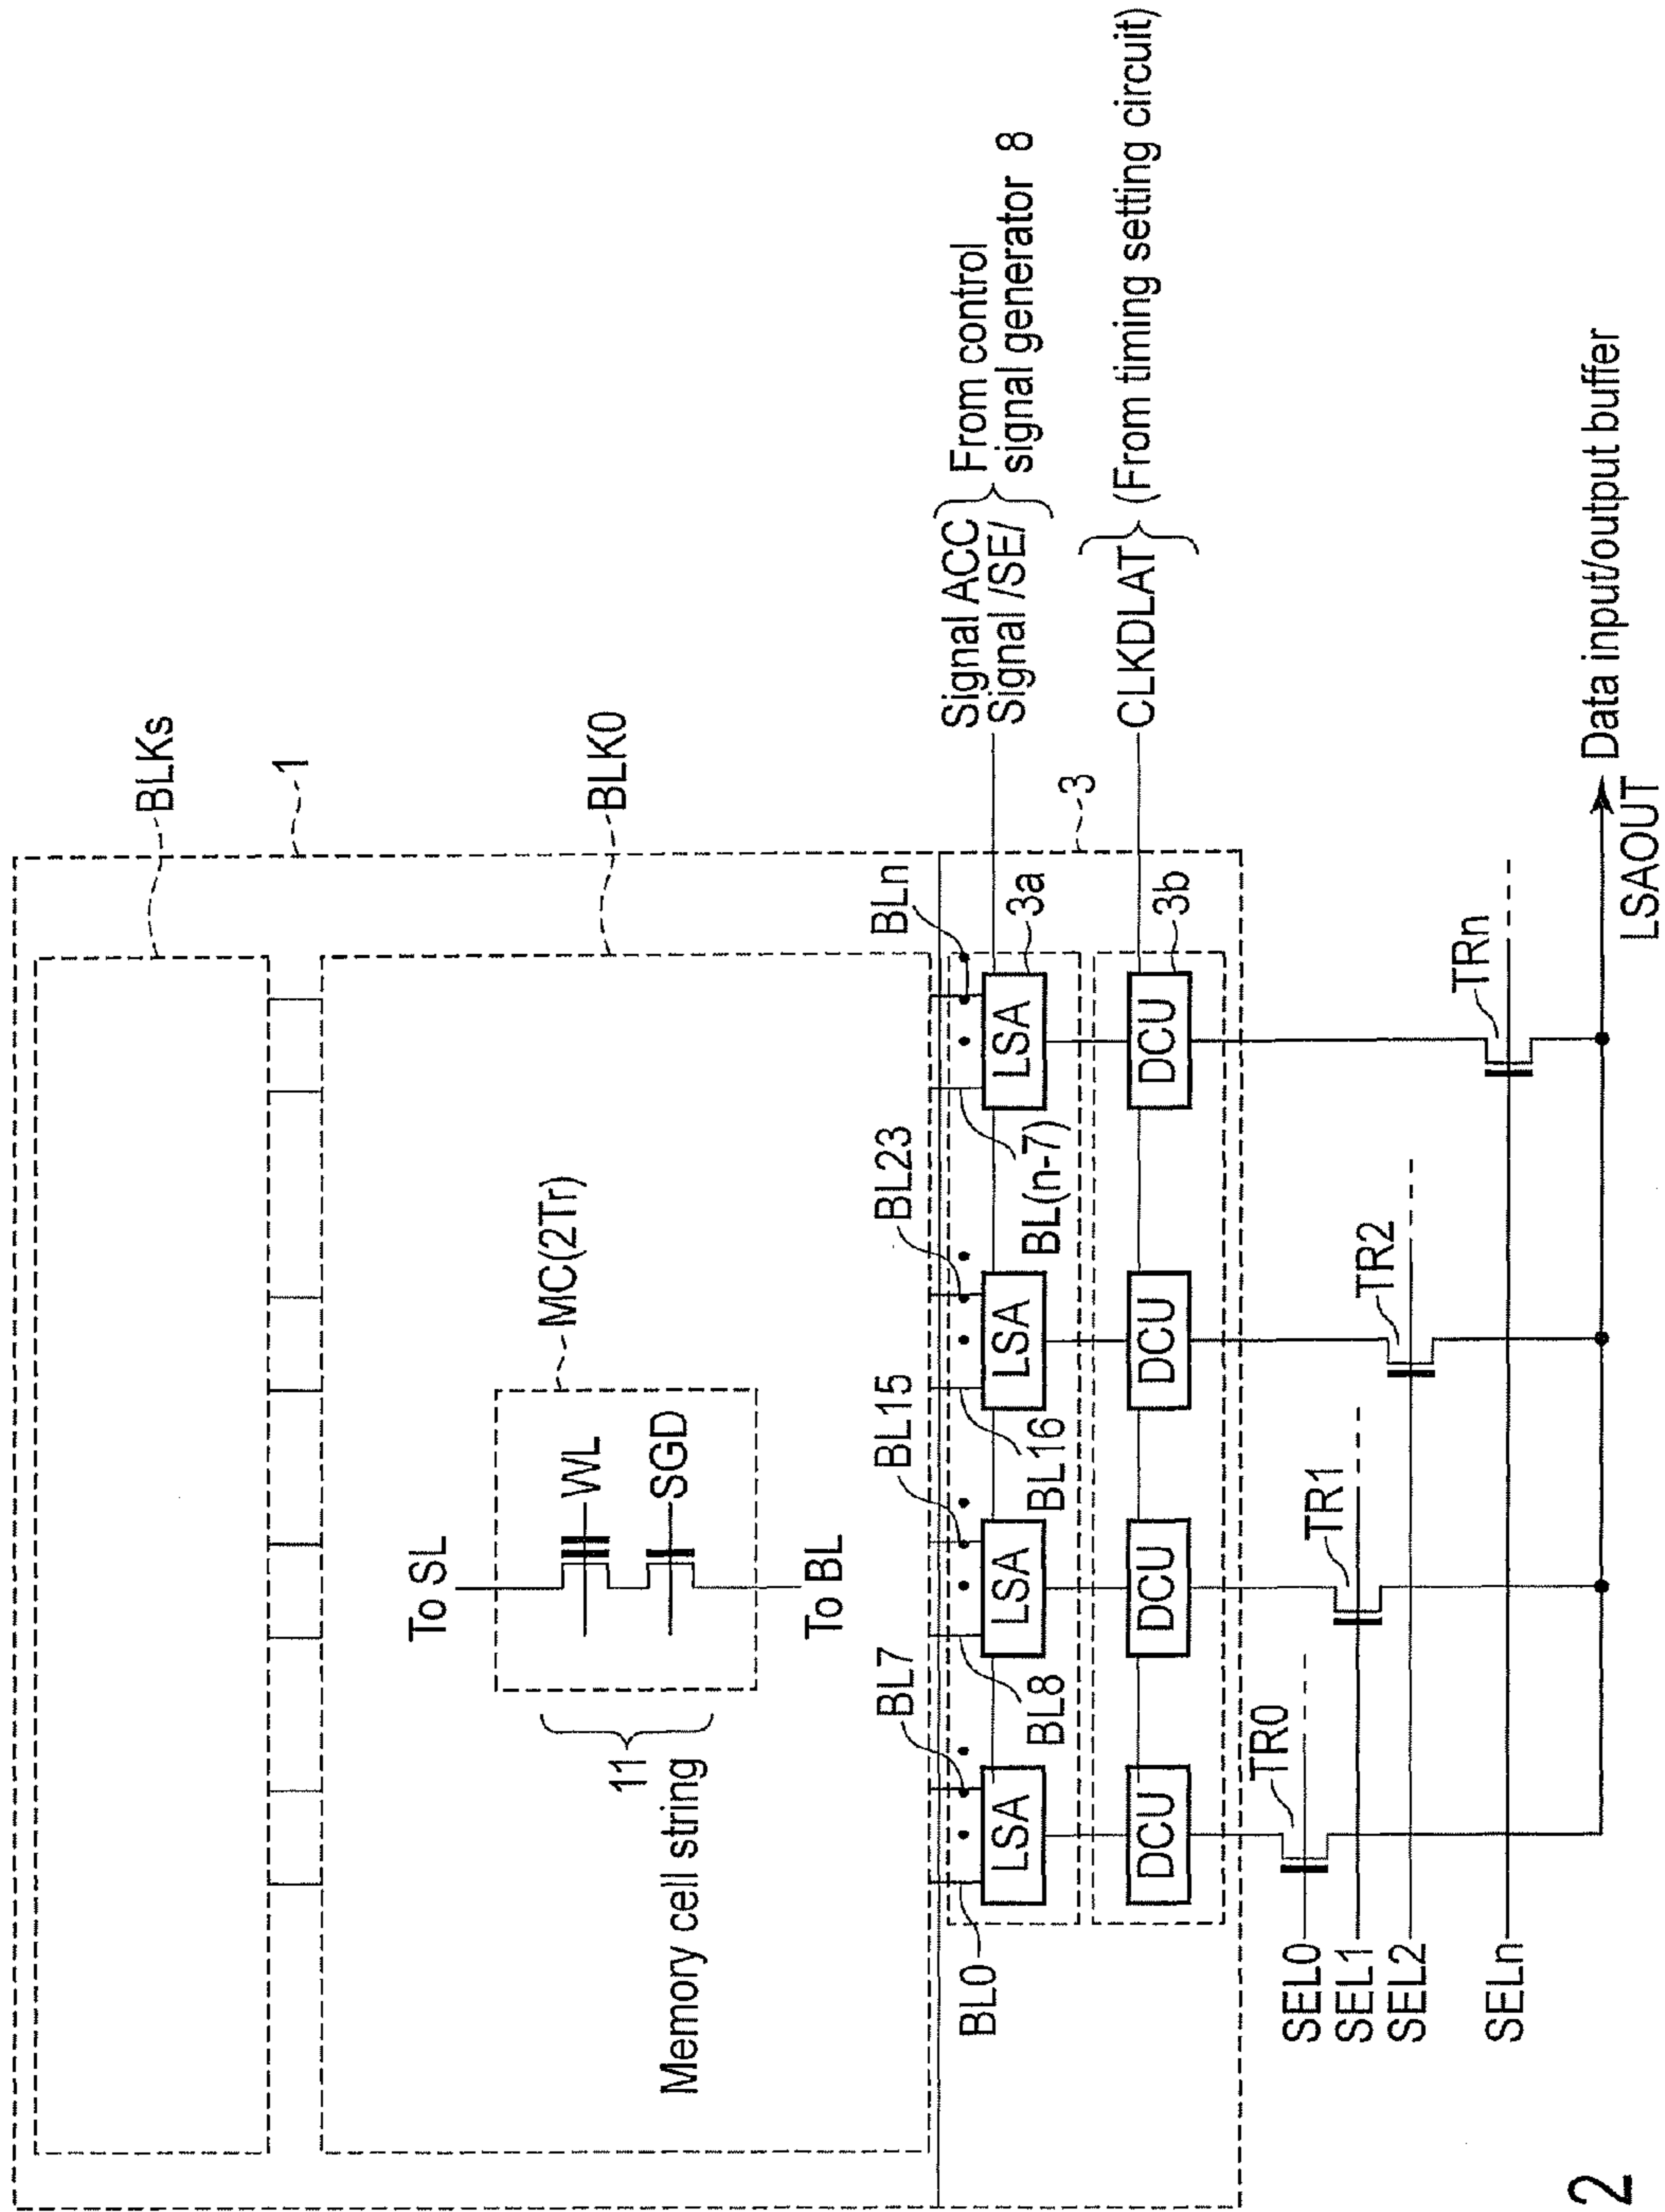 BLKs
1
BLK0
To SL
MC(2Tr)
WL
SGD
11
Memory cell string
To BL
BL0
BL7
BL8
BL15
BL16
BL23
BL(n-7)
BLn
LSA
LSA
LSA
LSA
3a
3
Signal ACC
Signal /SE/
From control
signal generator 8
DCU
DCU
DCU
DCU
3b
CLKDLAT
(From timing setting circuit)
SEL0
TR0
SEL1
TR1
SEL2
TR2
SELn
TRn
Data input/output buffer
LSAOUT
2